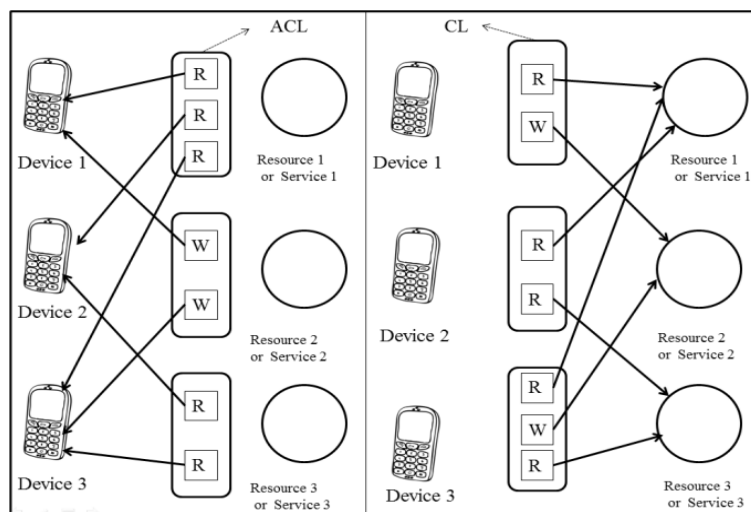 ACL
R
R
R
Device 1
Resource 1
or Service 1
W
W
Device 2
Resource 2
or Service 2
R
R
Device 3
Resource 3
or Service 3
CL
R
W
Device 1
Resource 1
or Service 1
R
R
Device 2
Resource 2
or Service 2
R
W
R
Device 3
Resource 3
or Service 3